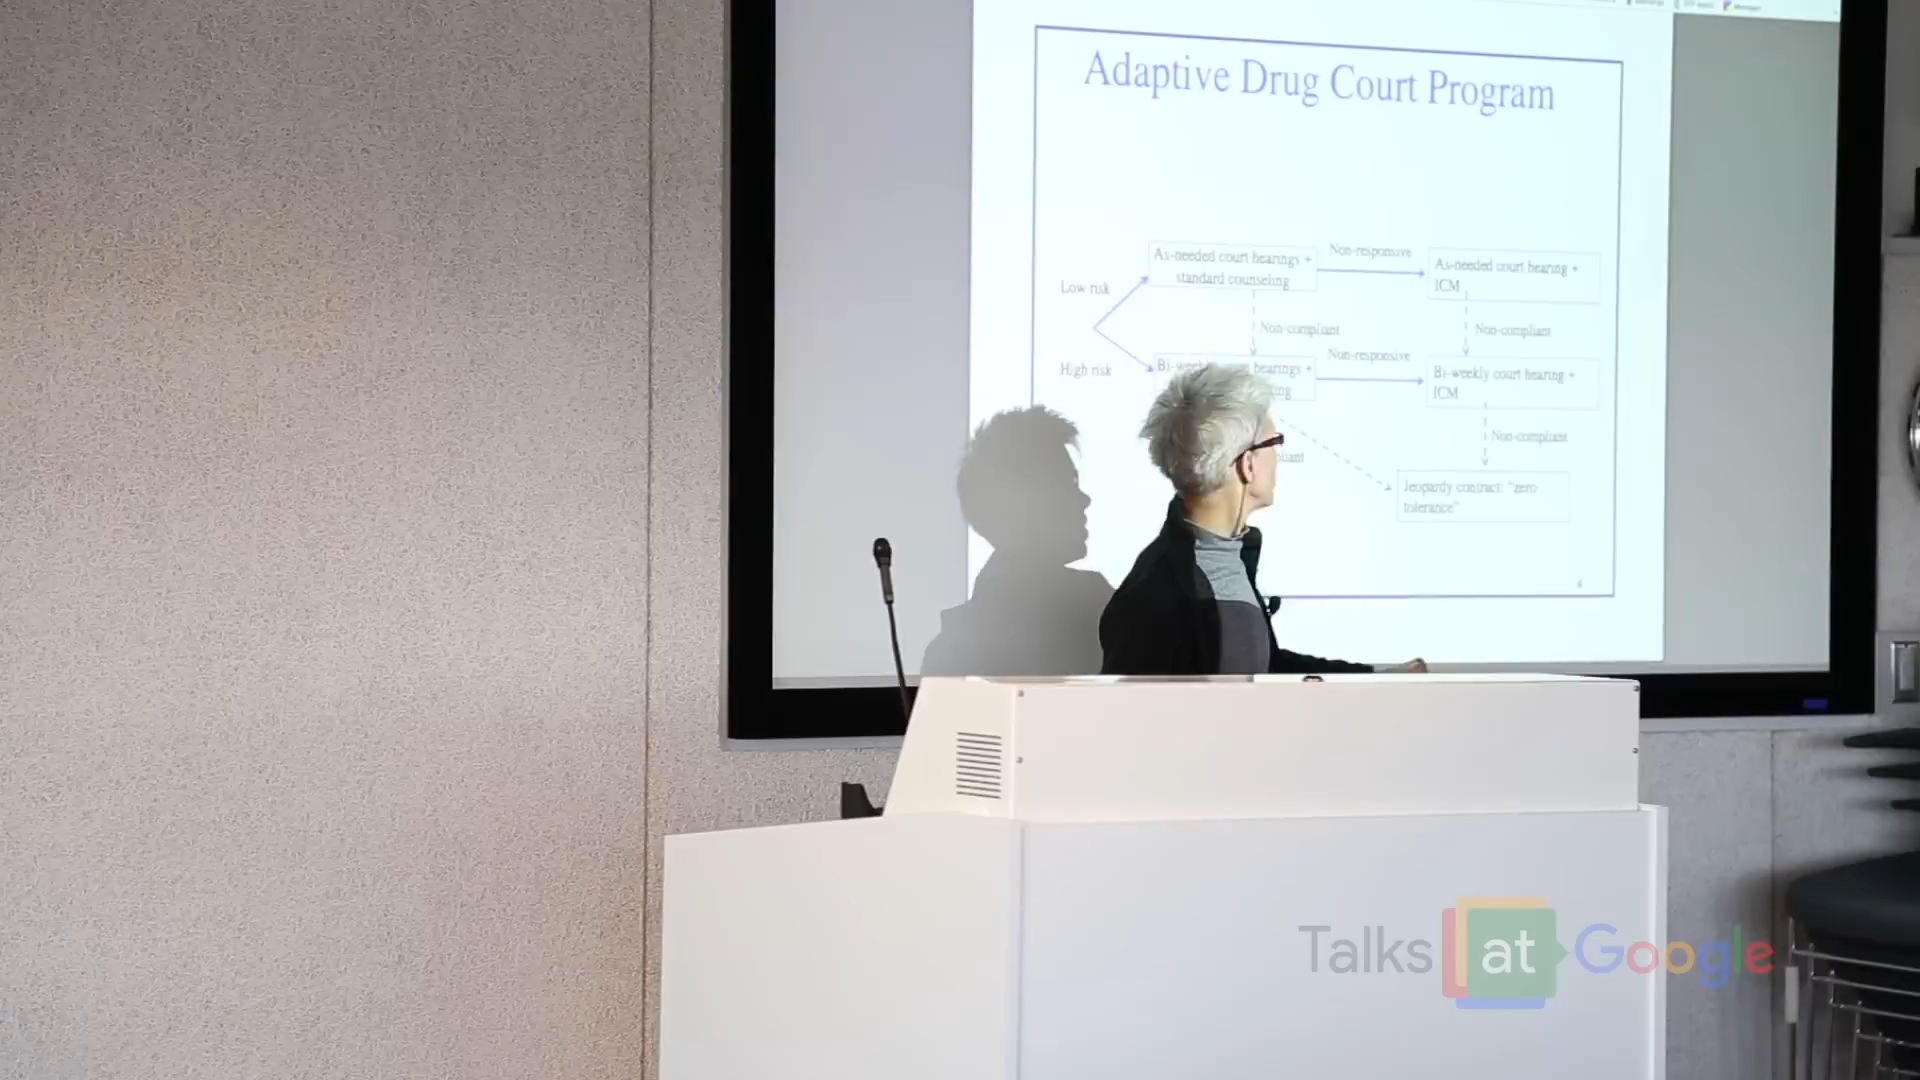 Adaptive Drug Court Program
As-needed court hearings +
standard counseling
Non-responsive
As-needed court hearing +
ICM
Low risk
Non-compliant
Non-compliant
High risk
hearings +
Non-responsive
Bi-weekly court hearing +
ICM
Non-compliant
Jeopardy contract: "zero
tolerance"
4
Talks at Google